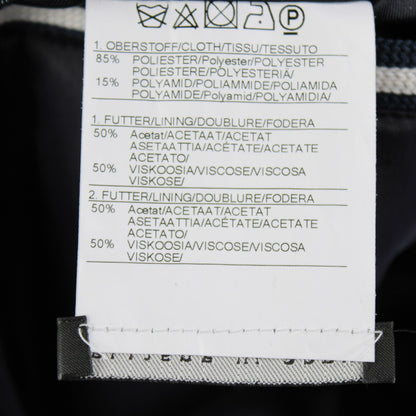 1. OBERSTOFF/CLOTH/TISSU/TESSUTO
85% POLIESTER/Polyester/POLYESTER
POLIESTERE/POLYESTERIA/
15% POLYAMID/POLIAMMIDE/POLIAMIDA
POLYAMIDE/Polyamid/POLYAMIDIA/
1. FUTTER/LINING/DOUBLURE/FODERA
50% Acetat/ACETAAT/ACETAT
ASETAATTIA/ACÉTATE/ACETATE
ACETATO/
50% VISKOOSIA/VISCOSE/VISCOSA
VISKOSE/
2. FUTTER/LINING/DOUBLURE/FODERA
50% Acetat/ACETAAT/ACETAT
ASETAATTIA/ACÉTATE/ACETATE
ACETATO/
50% VISKOOSIA/VISCOSE/VISCOSA
VISKOSE/
P